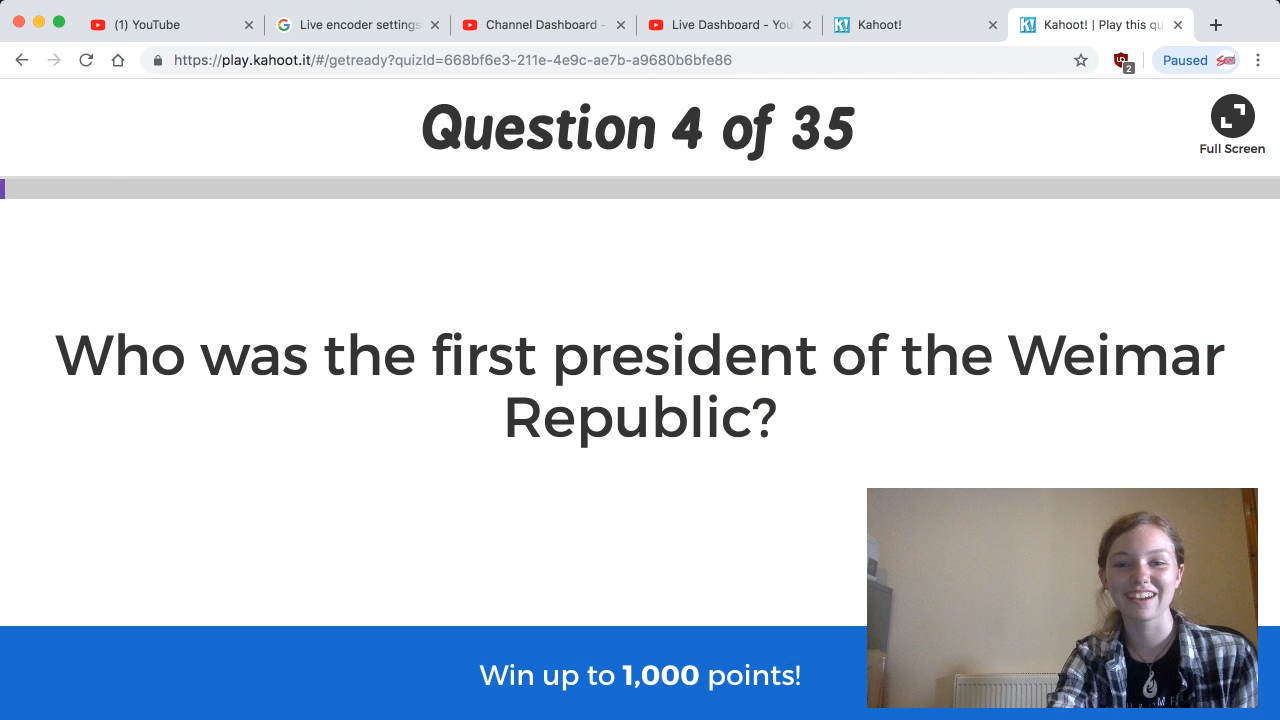 (1) YouTube
Live encoder settings
Channel Dashboard -
Live Dashboard - You
Kahoot!
Kahoot! | Play this qu
https://play.kahoot.it/#/getready?quizId=668bf6e3-211e-4e9c-ae7b-a9680b6bfe86
2
Paused
Question 4 of 35
Full Screen
Who was the first president of the Weimar
Republic?
Win up to 1,000 points!